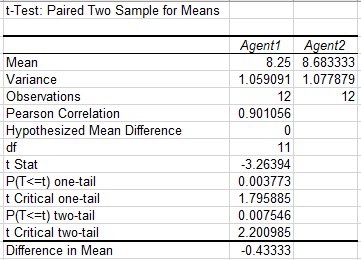 t-Test: Paired Two Sample for Means
Agent1 Agent2
Mean 8.25 8.683333
Variance 1.059091 1.077879
Observations 12 12
Pearson Correlation 0.901056
Hypothesized Mean Difference 0
df 11
t Stat -3.26394
P(T<=t) one-tail 0.003773
t Critical one-tail 1.795885
P(T<=t) two-tail 0.007546
t Critical two-tail 2.200985
Difference in Mean -0.43333